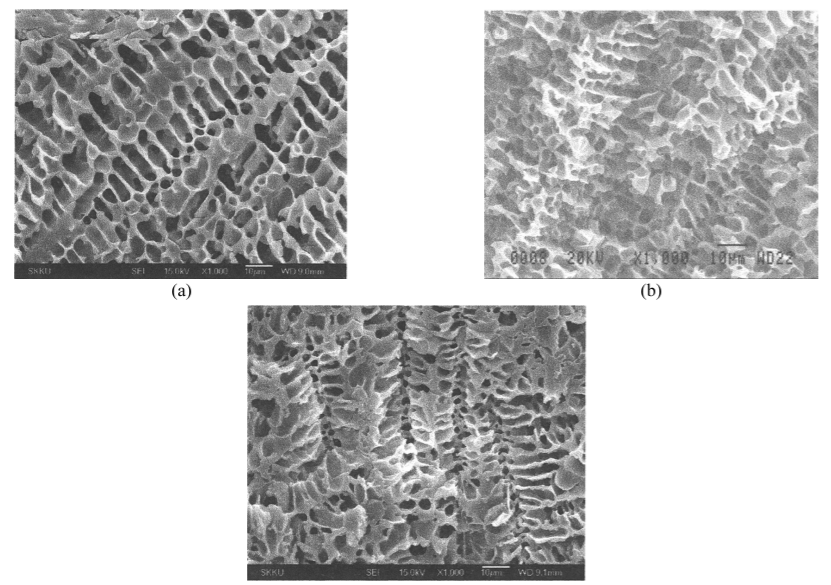 SKKU SEI 15.0kV X1,000 10μm WD 9.0mm
0008 20KV X1,000 10μm WD22
(a)
(b)
SKKU SEI 15.0kV X1,000 10μm WD 9.1mm